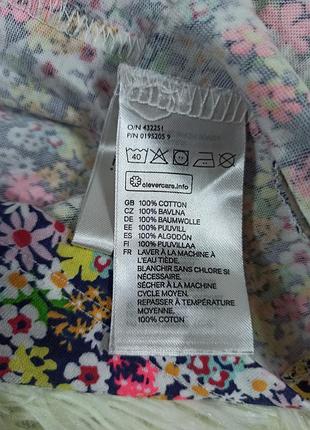 O/N 432251
P/N 0195205 9
40
clevercare.info
GB 100% COTTON
CZ 100% BAVLNA
DE 100% BAUMWOLLE
EE 100% PUUVILL
ES 100% ALGODÓN
FI 100% PUUVILLAA
FR LAVER À LA MACHINE À
L'EAU TIÈDE.
BLANCHIR SANS CHLORE SI
NÉCESSAIRE.
SÉCHER À LA MACHINE
CYCLE MOYEN.
REPASSER À TEMPÉRATURE
MOYENNE.
100% COTON